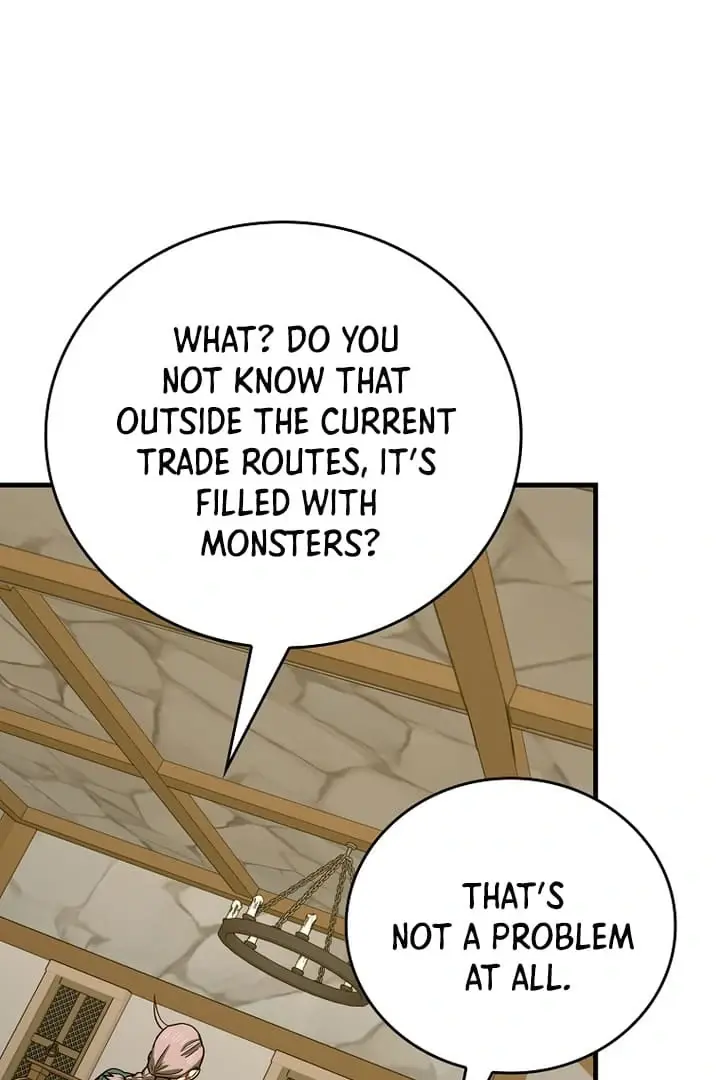 WHAT? DO YOU
NOT KNOW THAT
OUTSIDE THE CURRENT
TRADE ROUTES, IT'S
FILLED WITH
MONSTERS?
THAT'S
NOT A PROBLEM
AT ALL.